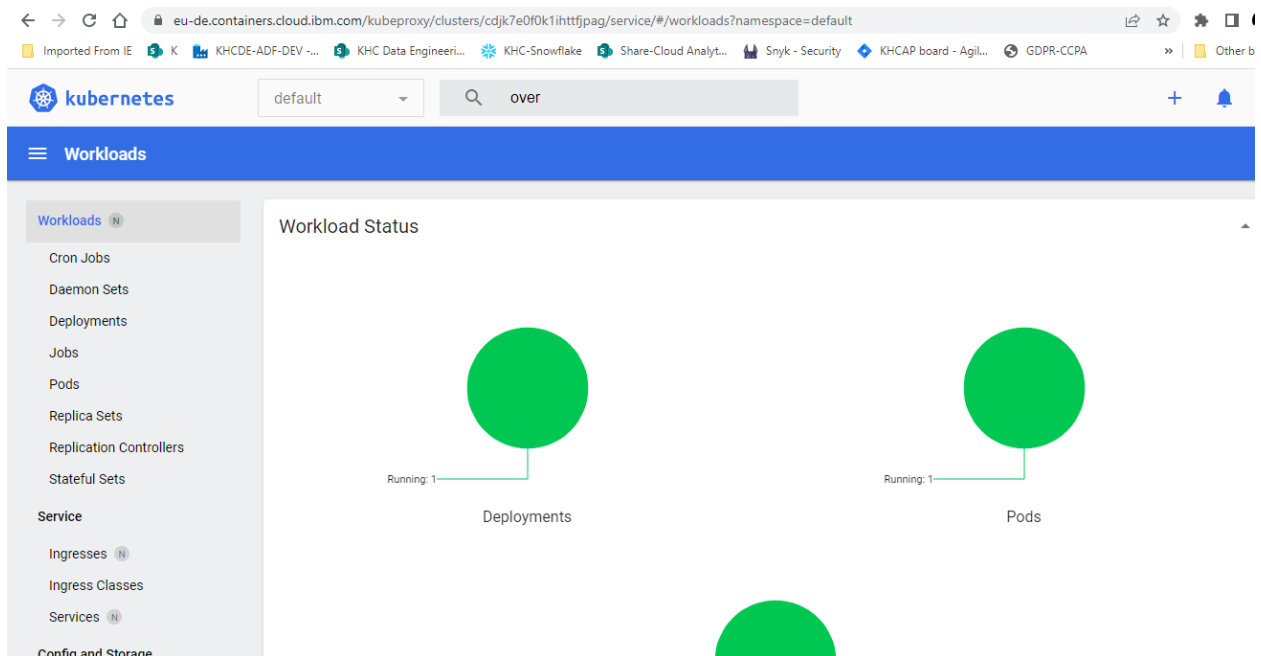 eu-de.containers.cloud.ibm.com/kubeproxy/clusters/cdjk7e0f0k1ihttfjpag/service/#/workloads?namespace=default
Imported From IE K KHCDE-ADF-DEV -... KHC Data Engineeri... KHC-Snowflake Share-Cloud Analyt... Snyk - Security KHCAP board - Agil... GDPR-CCPA » Other b
kubernetes default over
Workloads
Workloads N
Workload Status
Cron Jobs
Daemon Sets
Deployments
Jobs
Pods
Replica Sets
Replication Controllers
Stateful Sets
Running: 1 Running: 1
Service
Deployments Pods
Ingresses N
Ingress Classes
Services N
Config and Storage